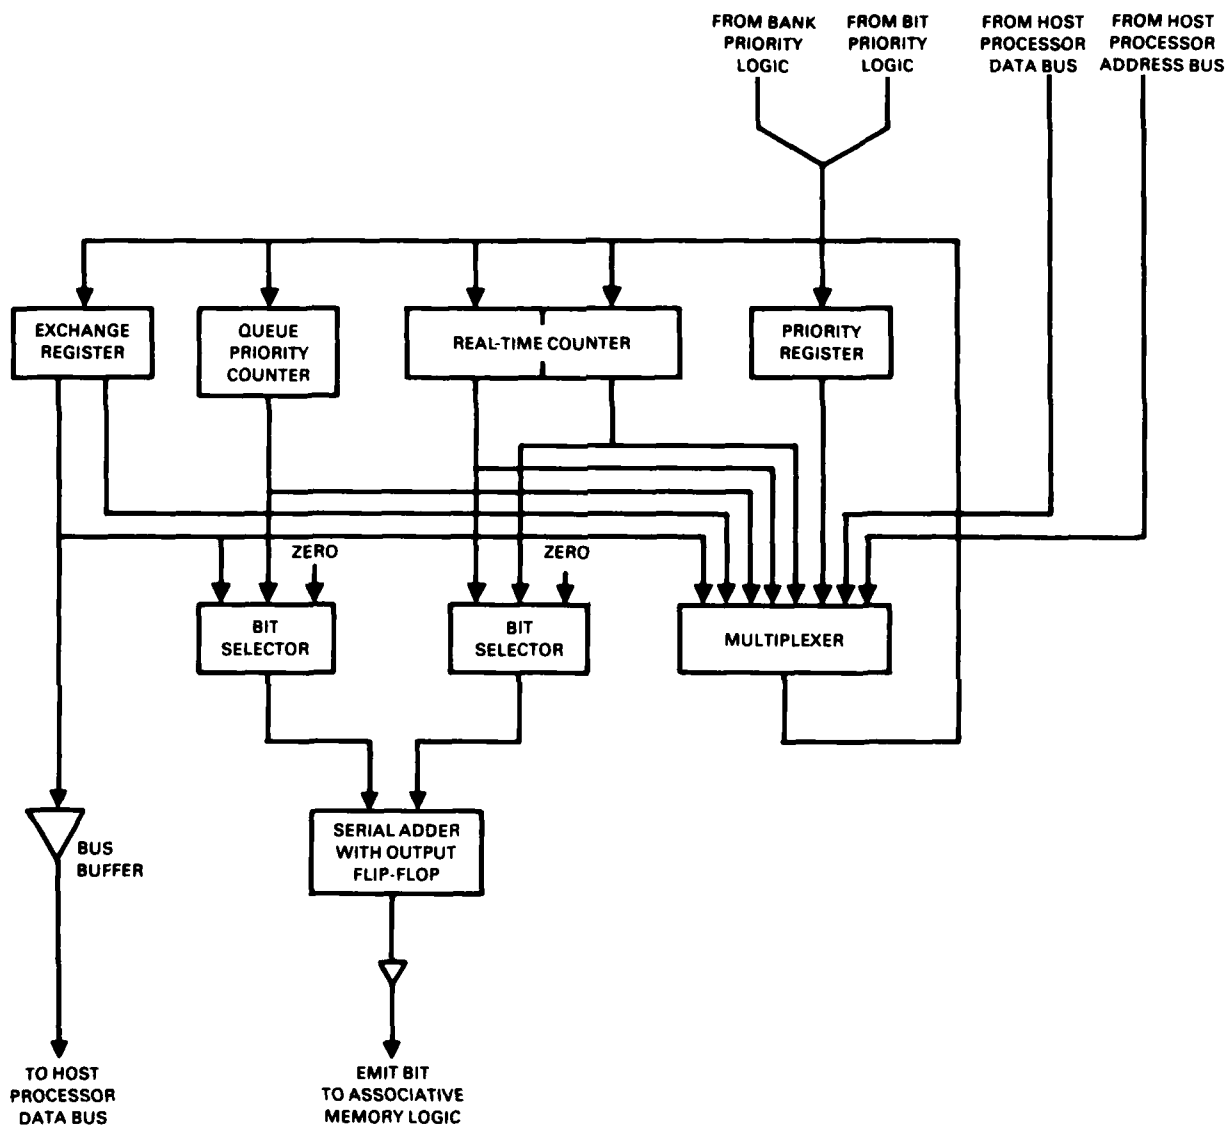 FROM BANK
PRIORITY
LOGIC
FROM BIT
PRIORITY
LOGIC
FROM HOST
PROCESSOR
DATA BUS
FROM HOST
PROCESSOR
ADDRESS BUS
EXCHANGE
REGISTER
QUEUE
PRIORITY
COUNTER
REAL-TIME COUNTER
PRIORITY
REGISTER
ZERO
ZERO
BIT
SELECTOR
BIT
SELECTOR
MULTIPLEXER
SERIAL ADDER
WITH OUTPUT
FLIP-FLOP
BUS
BUFFER
TO HOST
PROCESSOR
DATA BUS
EMIT BIT
TO ASSOCIATIVE
MEMORY LOGIC